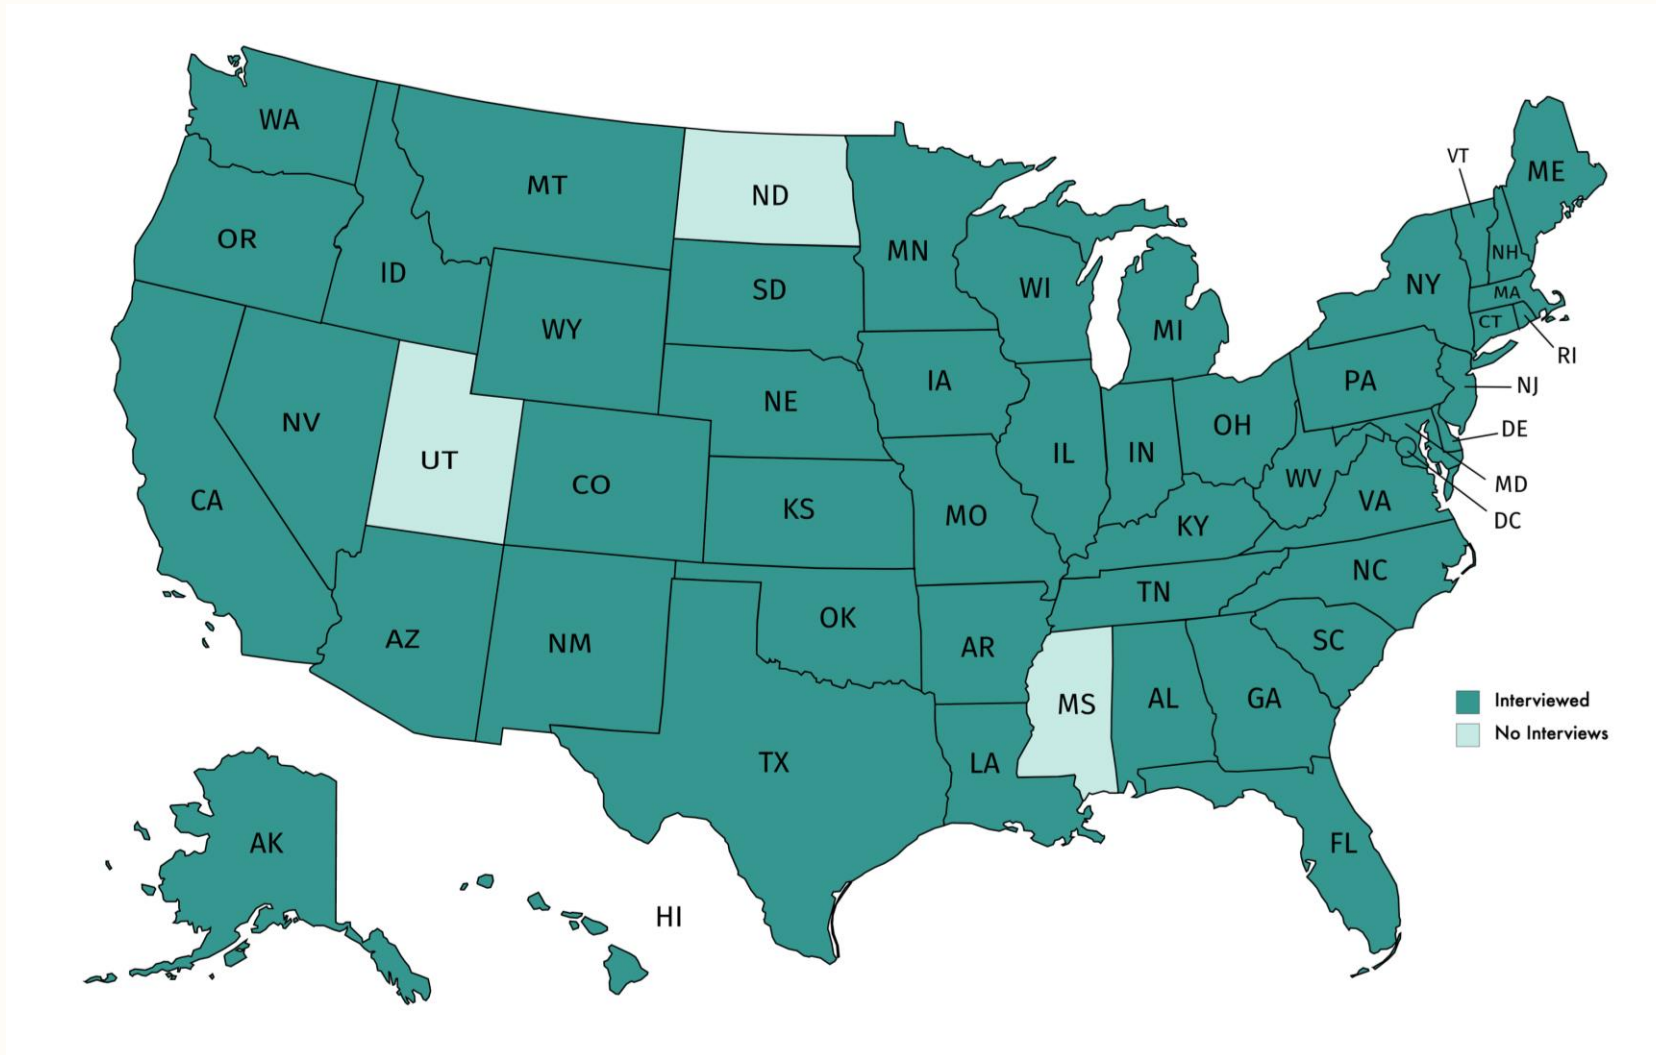 WA
VT
ME
MT
ND
OR
MN
NH
ID
NY
SD
WI
MA
CT
WY
MI
RI
IA
PA
NJ
NE
NV
OH
DE
UT
IL
IN
CO
WV
MD
CA
VA
KS
MO
DC
KY
NC
TN
OK
AZ
NM
AR
SC
MS
AL
GA
Interviewed
No Interviews
TX
LA
AK
FL
HI